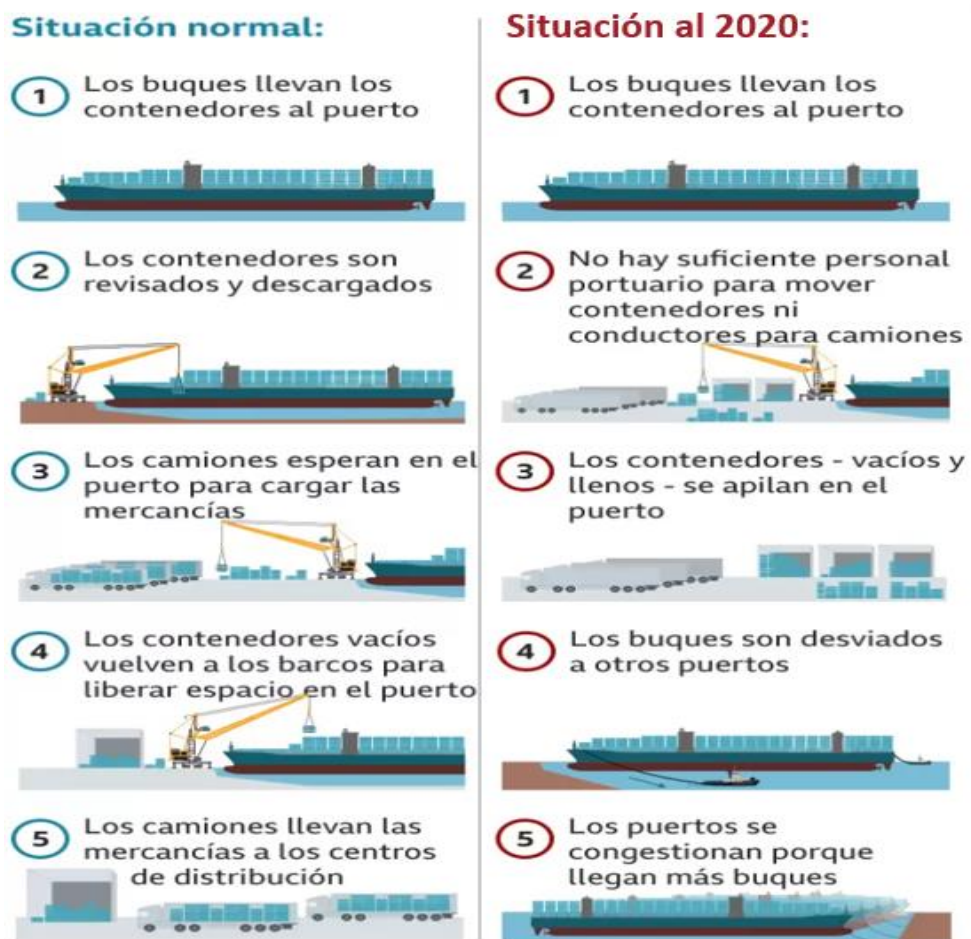 Situación normal:
1
Los buques llevan los
contenedores al puerto
2
Los contenedores son
revisados y descargados
3
Los camiones esperan en el
puerto para cargar las
mercancías
4
Los contenedores vacíos
vuelven a los barcos para
liberar espacio en el puerto
5
Los camiones llevan las
mercancías a los centros
de distribución
Situación al 2020:
1
Los buques llevan los
contenedores al puerto
2
No hay suficiente personal
portuario para mover
contenedores ni
conductores para camiones
3
Los contenedores - vacíos y
llenos - se apilan en el
puerto
4
Los buques son desviados
a otros puertos
5
Los puertos se
congestionan porque
llegan más buques